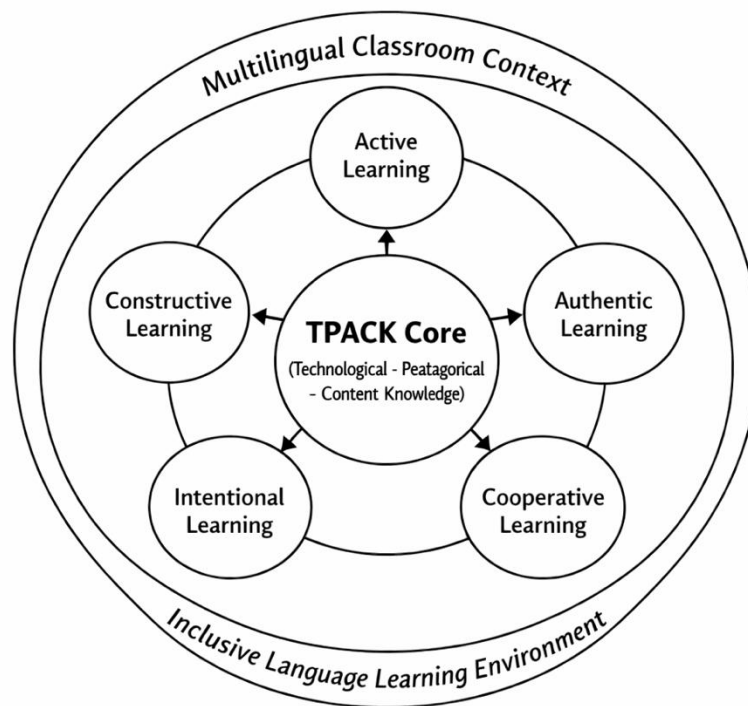 Multilingual Classroom Context
Active
Learning
Constructive
Learning
Authentic
Learning
TPACK Core
(Technological - Peatagorical
- Content Knowledge)
Intentional
Learning
Cooperative
Learning
Inclusive Language Learning Environment